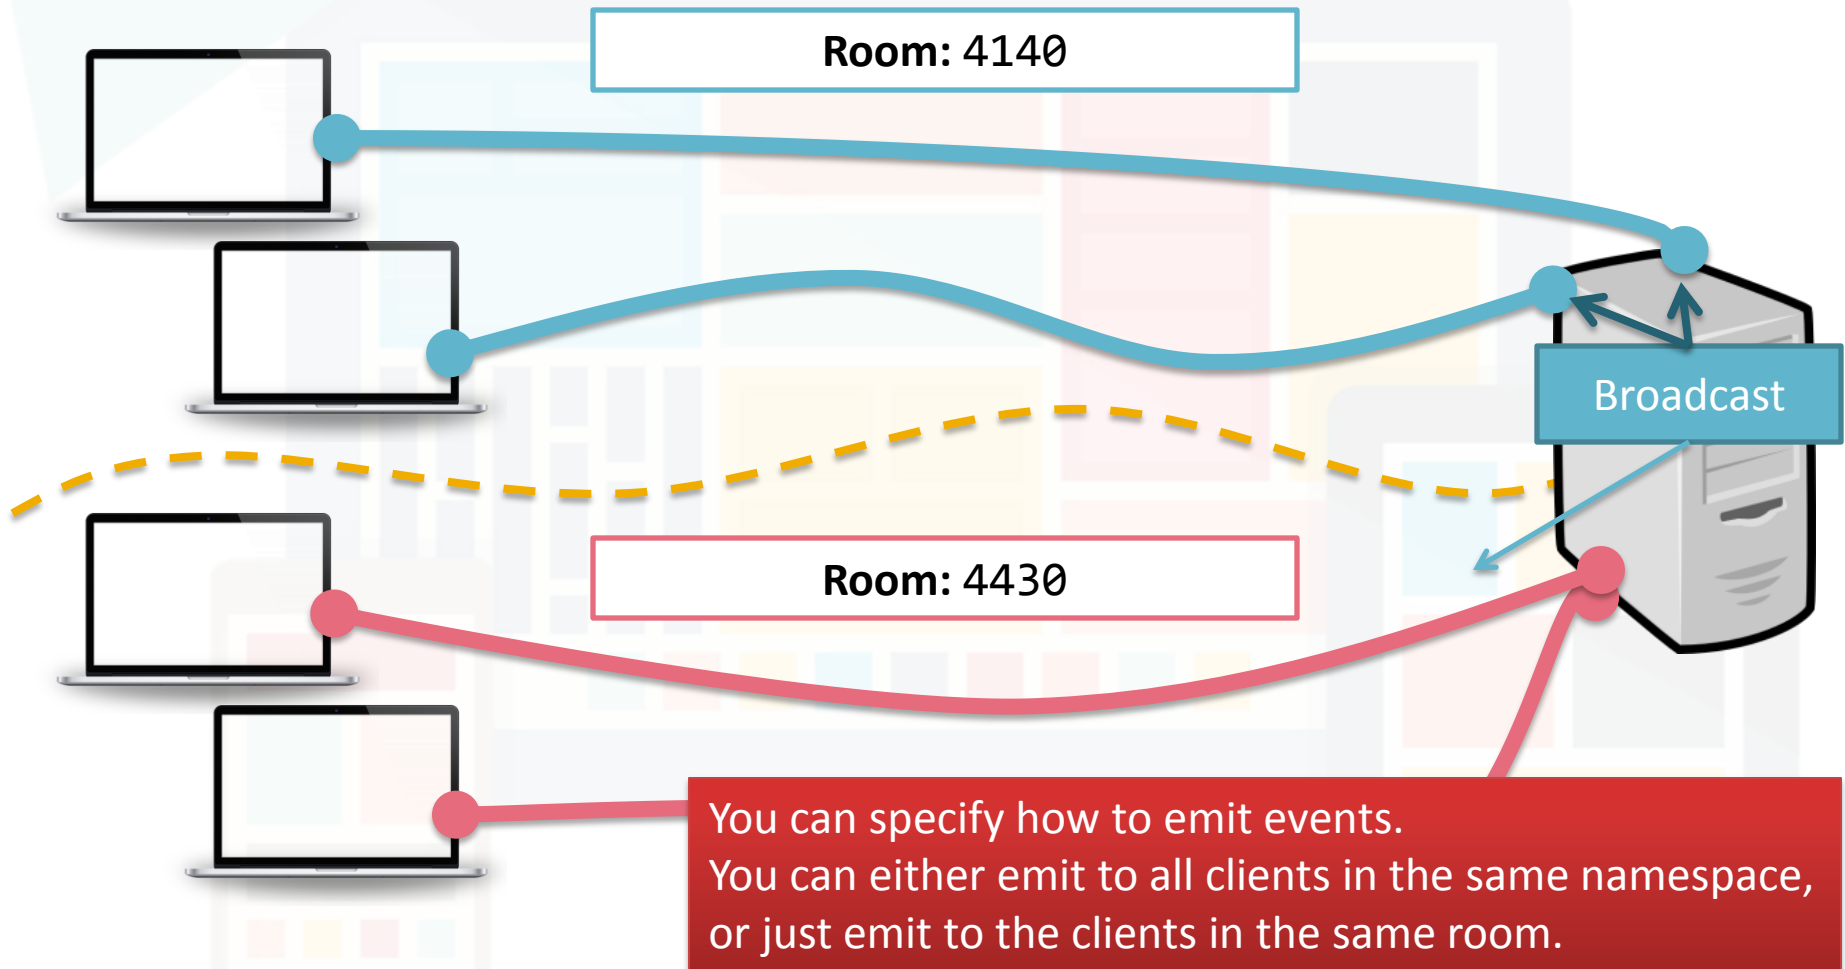 Room: 4140
Broadcast
Room: 4430
You can specify how to emit events.
You can either emit to all clients in the same namespace,
or just emit to the clients in the same room.